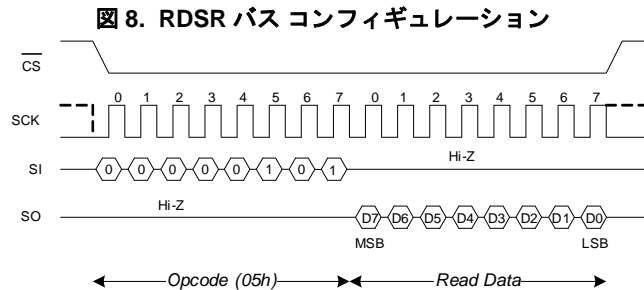 図 8. RDSR バス コンフィギュレーション
CS
SCK
0 1 2 3 4 5 6 7 0 1 2 3 4 5 6 7
SI
0 0 0 0 0 1 0 1
Hi-Z
SO
Hi-Z
D7 D6 D5 D4 D3 D2 D1 D0
MSB LSB
Opcode (05h) Read Data